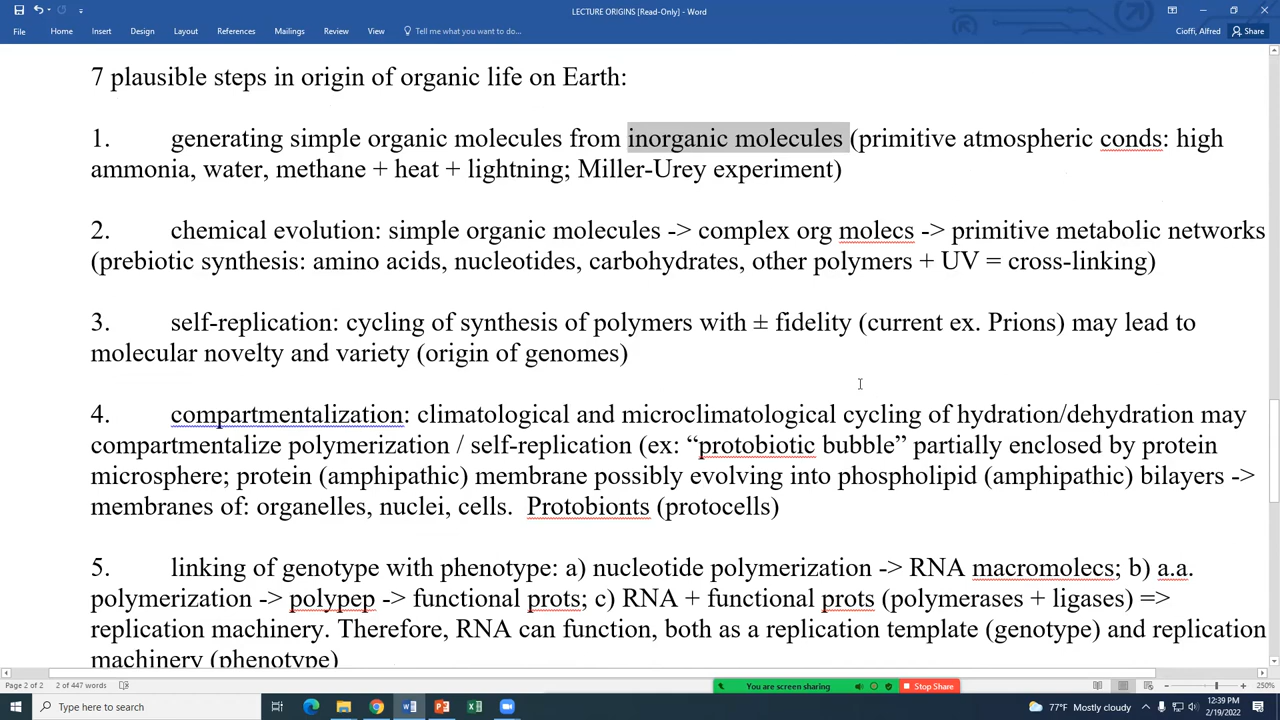 LECTURE ORIGINS [Read-Only] - Word
File Home Insert Design Layout References Mailings Review View Tell me what you want to do... Cioffi, Alfred Share
7 plausible steps in origin of organic life on Earth:
1. generating simple organic molecules from inorganic molecules (primitive atmospheric conds: high
ammonia, water, methane + heat + lightning; Miller-Urey experiment)
2. chemical evolution: simple organic molecules -> complex org molecs -> primitive metabolic networks
(prebiotic synthesis: amino acids, nucleotides, carbohydrates, other polymers + UV = cross-linking)
3. self-replication: cycling of synthesis of polymers with ± fidelity (current ex. Prions) may lead to
molecular novelty and variety (origin of genomes)
4. compartmentalization: climatological and microclimatological cycling of hydration/dehydration may
compartmentalize polymerization / self-replication (ex: “protobiotic bubble” partially enclosed by protein
microsphere; protein (amphipathic) membrane possibly evolving into phospholipid (amphipathic) bilayers ->
membranes of: organelles, nuclei, cells. Protobionts (protocells)
5. linking of genotype with phenotype: a) nucleotide polymerization -> RNA macromolecs; b) a.a.
polymerization -> polypep -> functional prots; c) RNA + functional prots (polymerases + ligases) =>
replication machinery. Therefore, RNA can function, both as a replication template (genotype) and replication
machinery (phenotype)
Page 2 of 2 2 of 447 words You are screen sharing Stop Share 250%
Type here to search 77°F Mostly cloudy 12:39 PM
2/19/2022